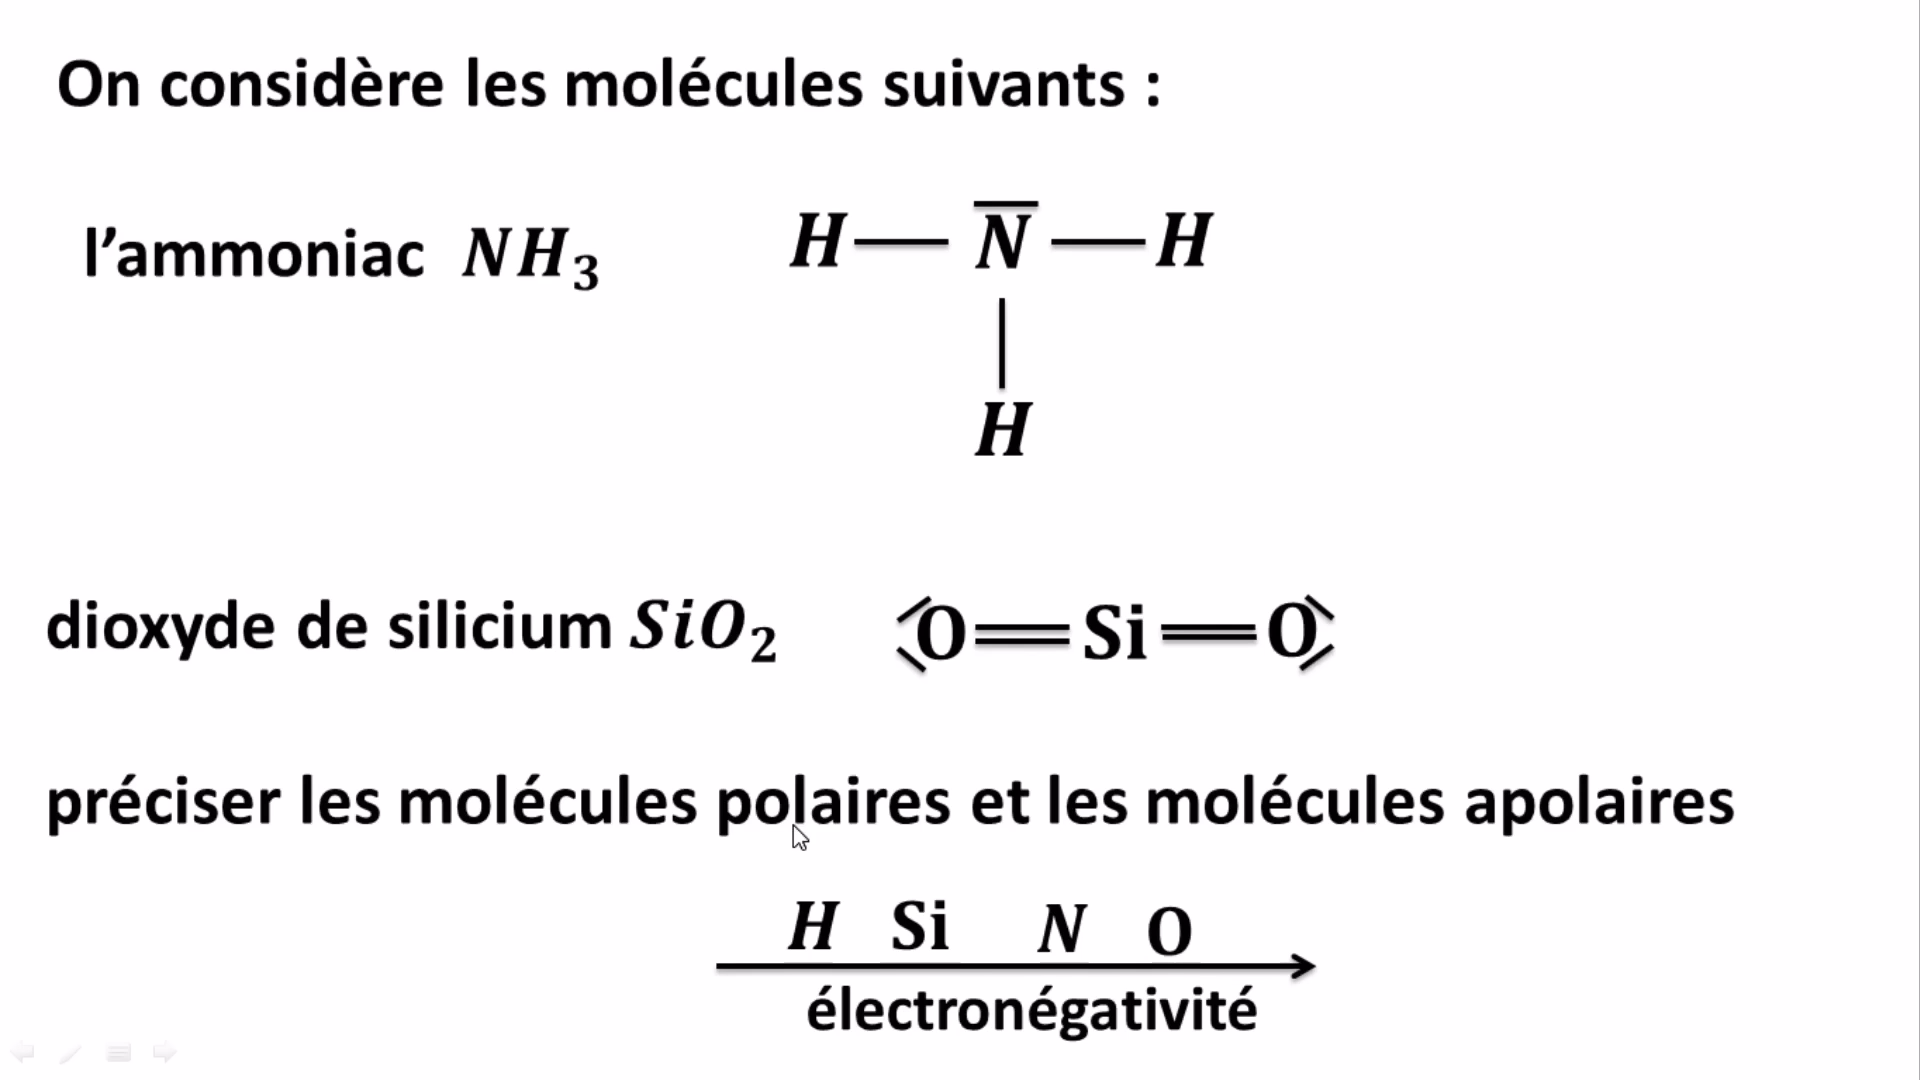 On considère les molécules suivants :
l’ammoniac NH₃
H — N — H
H
dioxyde de silicium SiO₂ O=Si=O
préciser les molécules polaires et les molécules apolaires
H Si N O
électronégativité